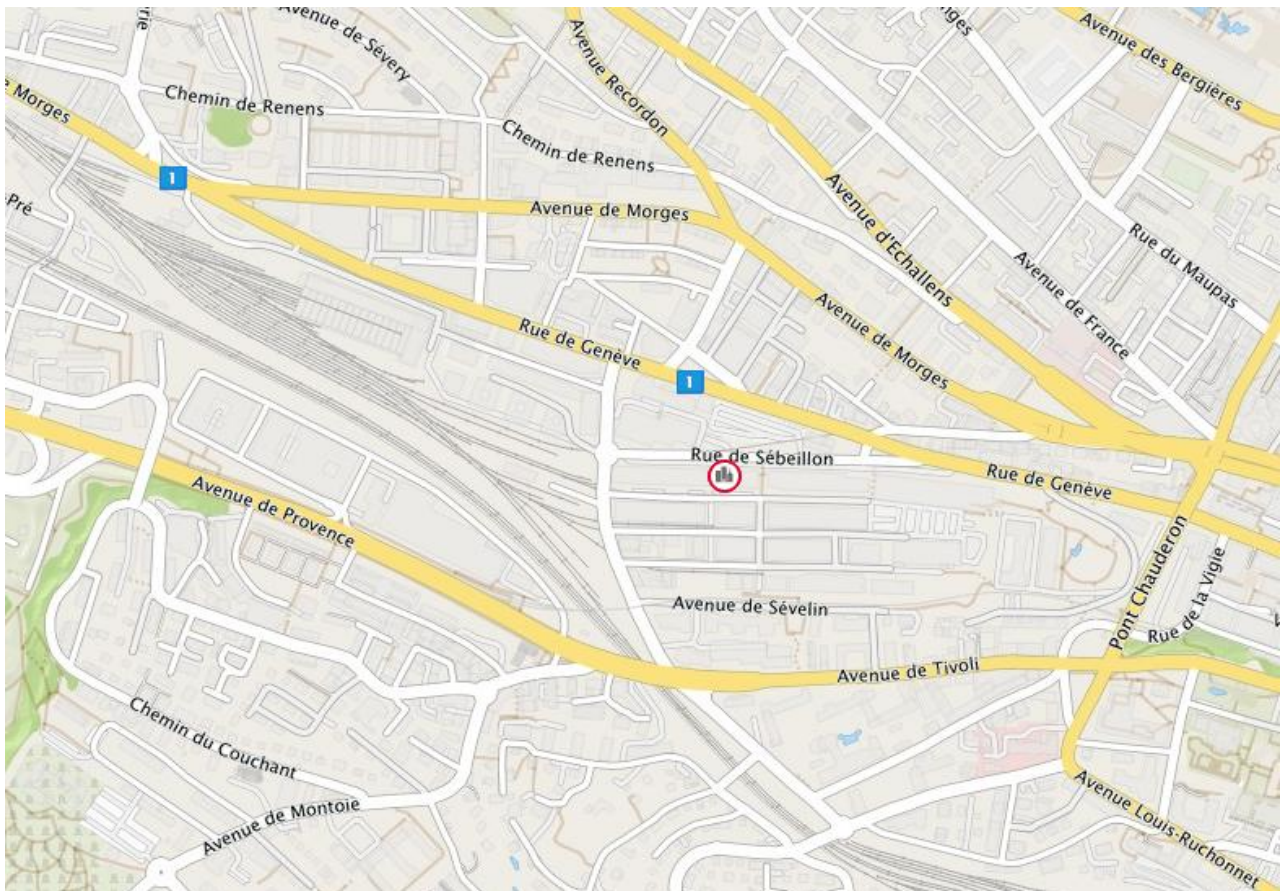 Avenue de Sévery
Avenue Recordon
nges
Avenue des Bergières
rie
e Morges
Chemin de Renens
Chemin de Renens
1
-Pré
Avenue de Morges
Avenue d'Echallens
Rue du Maupas
Avenue de France
Rue de Genève
Avenue de Morges
1
Rue de Sébeillon
Rue de Genève
Avenue de Provence
Pont Chauderon
Rue de la Vigie
Avenue de Sévelin
Avenue de Tivoli
Chemin du Couchant
Avenue de Montoie
Avenue Louis-Ruchonnet